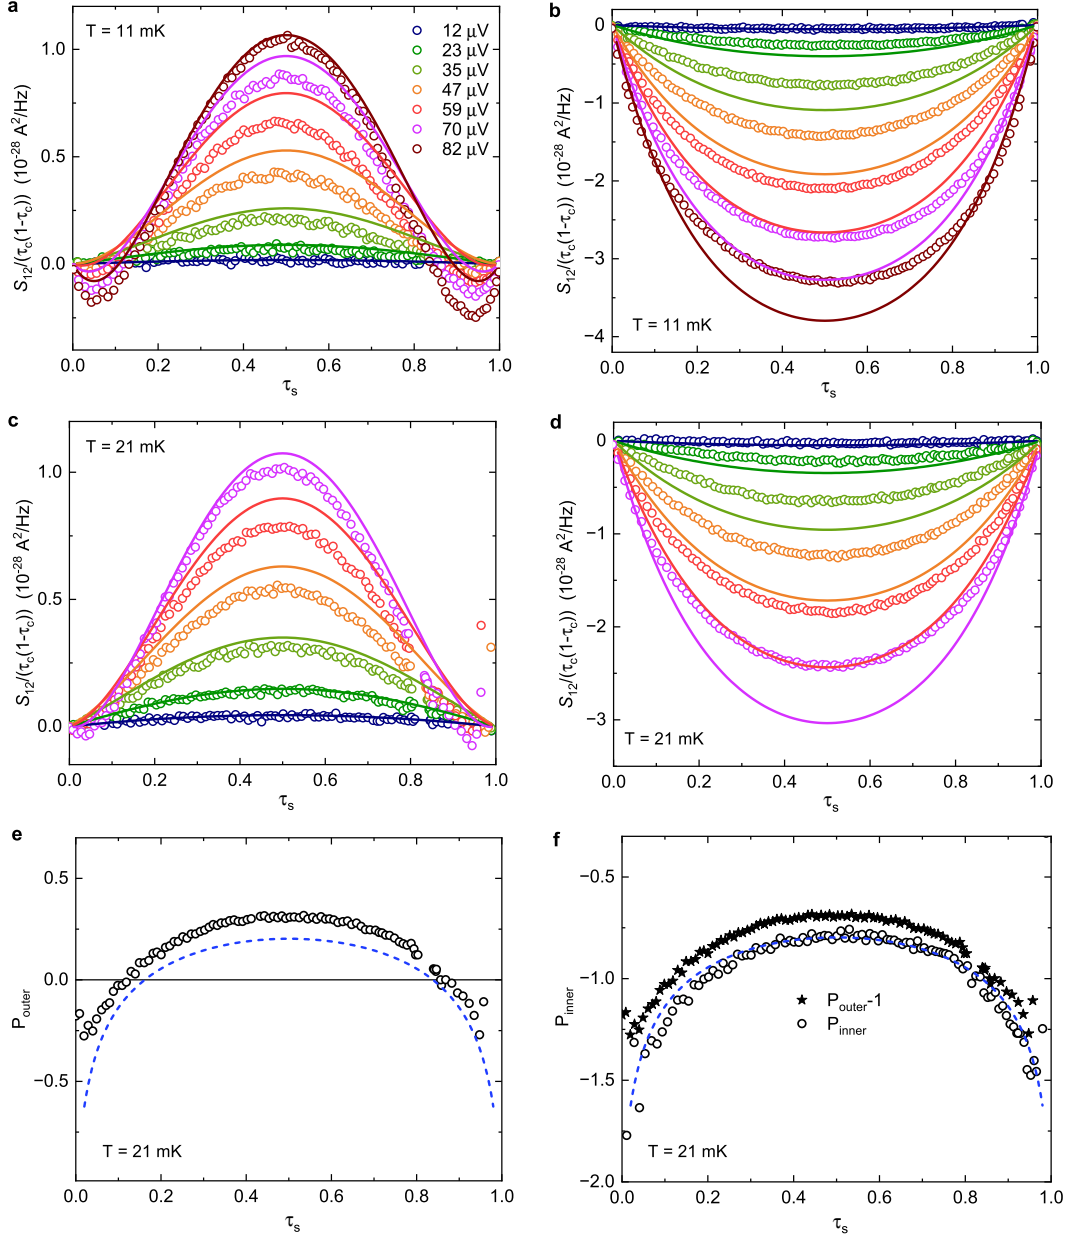 a
T = 11 mK
12 μV
23 μV
35 μV
47 μV
59 μV
70 μV
82 μV
1.0
0.5
0.0
S₁₂/(τc(1-τc)) (10⁻²⁸ A²/Hz)
0.0 0.2 0.4 0.6 0.8 1.0
τs
b
0
−1
−2
−3
−4
S₁₂/(τc(1-τc)) (10⁻²⁸ A²/Hz)
T = 11 mK
0.0 0.2 0.4 0.6 0.8 1.0
τs
c
T = 21 mK
1.0
0.5
0.0
S₁₂/(τc(1-τc)) (10⁻²⁸ A²/Hz)
0.0 0.2 0.4 0.6 0.8 1.0
τs
d
0
−1
−2
−3
S₁₂/(τc(1-τc)) (10⁻²⁸ A²/Hz)
T = 21 mK
0.0 0.2 0.4 0.6 0.8 1.0
τs
e
0.5
0.0
−0.5
P outer
T = 21 mK
0.0 0.2 0.4 0.6 0.8 1.0
τs
f
−0.5
−1.0
−1.5
−2.0
P inner
P outer-1
P inner
T = 21 mK
0.0 0.2 0.4 0.6 0.8 1.0
τs